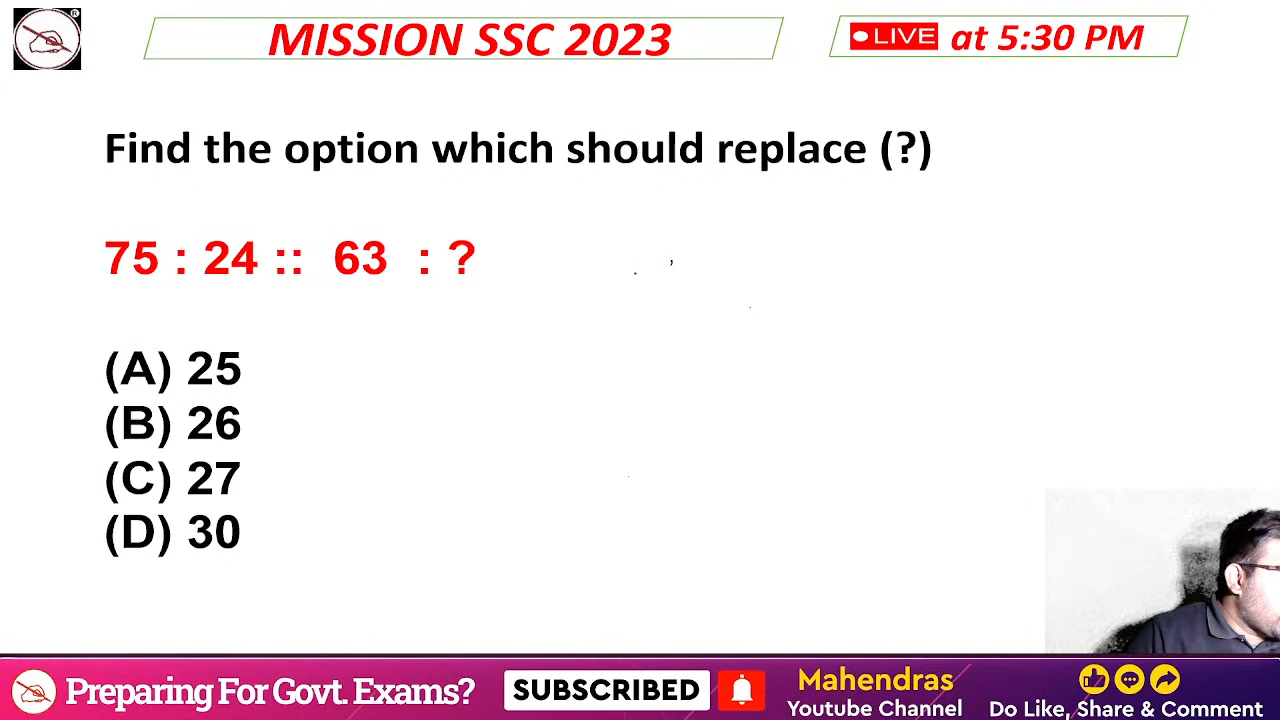 MISSION SSC 2023
LIVE at 5:30 PM
Find the option which should replace (?)
75 : 24 :: 63 : ?
(A) 25
(B) 26
(C) 27
(D) 30
Preparing For Govt. Exams?
SUBSCRIBED
Mahendras
Youtube Channel
Do Like, Share & Comment